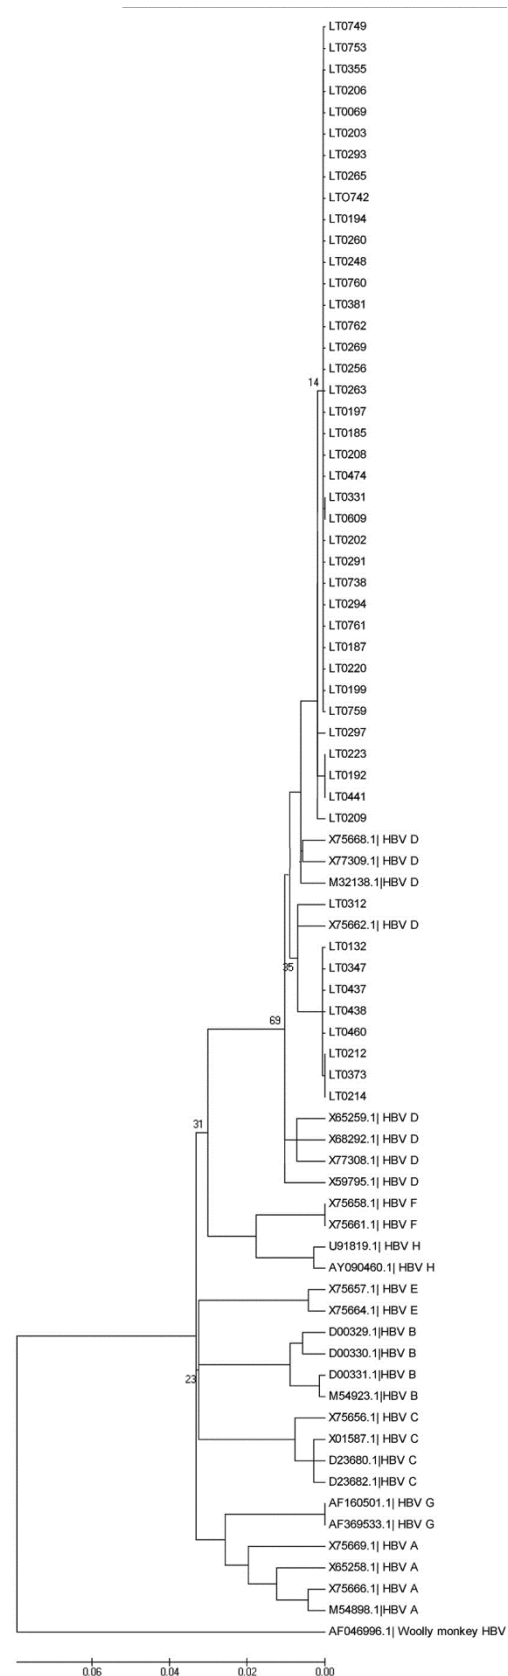 LT0749
LT0753
LT0355
LT0206
LT0069
LT0203
LT0293
LT0265
LTO742
LT0194
LT0260
LT0248
LT0760
LT0381
LT0762
LT0269
LT0256
14
LT0263
LT0197
LT0185
LT0208
LT0474
LT0331
LT0609
LT0202
LT0291
LT0738
LT0294
LT0761
LT0187
LT0220
LT0199
LT0759
LT0297
LT0223
LT0192
LT0441
LT0209
X75668.1| HBV D
X77309.1| HBV D
M32138.1|HBV D
LT0312
X75662.1| HBV D
LT0132
35
LT0347
LT0437
LT0438
69
LT0460
LT0212
LT0373
LT0214
X65259.1| HBV D
31
X68292.1| HBV D
X77308.1| HBV D
X59795.1| HBV D
X75658.1| HBV F
X75661.1| HBV F
U91819.1| HBV H
AY090460.1| HBV H
X75657.1| HBV E
X75664.1| HBV E
D00329.1|HBV B
D00330.1|HBV B
D00331.1|HBV B
23
M54923.1|HBV B
X75656.1| HBV C
X01587.1| HBV C
D23680.1|HBV C
D23682.1|HBV C
AF160501.1| HBV G
AF369533.1| HBV G
X75669.1| HBV A
X65258.1| HBV A
X75666.1| HBV A
M54898.1|HBV A
AF046996.1| Woolly monkey HBV
0.06 0.04 0.02 0.00